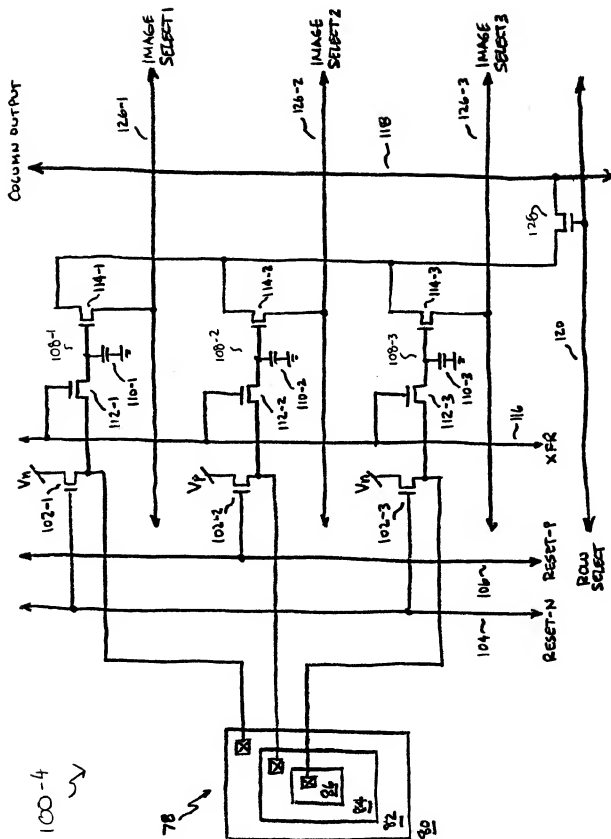 100-4
78
80
82
84
86
COLUMN OUTPUT
126-1
IMAGE
SELECT 1
126-2
IMAGE
SELECT 2
126-3
IMAGE
SELECT 3
118
128
120
108-1
114-1
110-1
112-1
108-2
114-2
110-2
112-2
108-3
114-3
110-3
112-3
116
XFR
Vn
102-1
Vp
102-2
Vn
102-3
106
RESET-P
104
RESET-N
ROW
SELECT